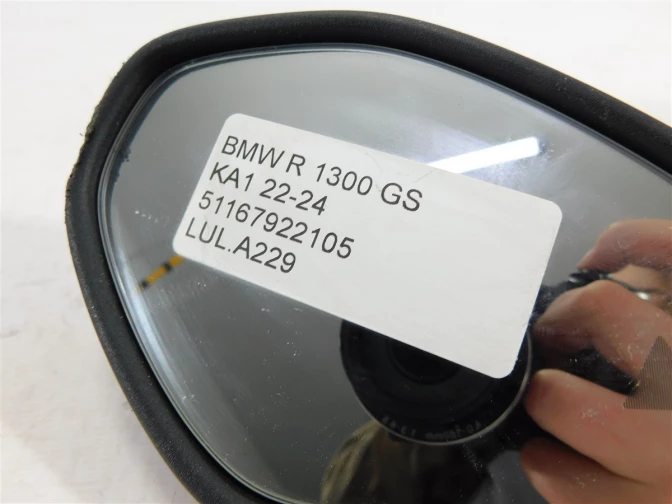 BMW R 1300 GS
KA1 22-24
51167922105
LUL.A229